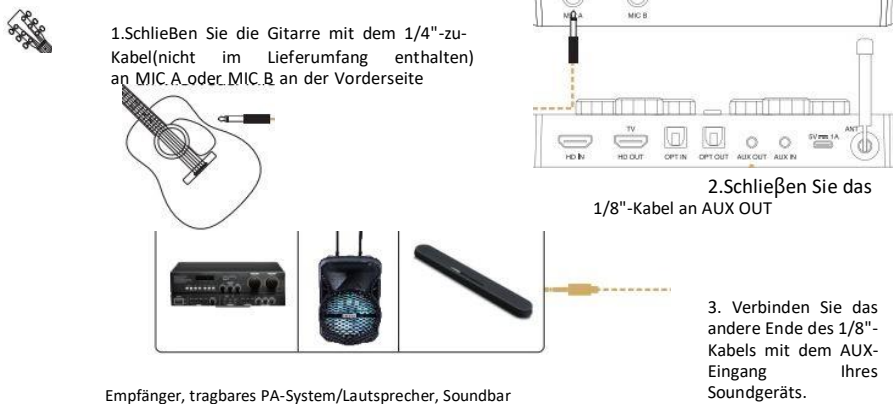 1.SchlieBen Sie die Gitarre mit dem 1/4"-zu-
Kabel(nicht im Lieferumfang enthalten)
an MIC A oder MIC B an der Vorderseite
MIC A
MIC B
TV
5V⎓1A
ANT
HD IN
HD OUT
OPT IN
OPT OUT
AUX OUT
AUX IN
2.Schlieβen Sie das
1/8"-Kabel an AUX OUT
3. Verbinden Sie das
andere Ende des 1/8"-
Kabels mit dem AUX-
Eingang Ihres
Soundgeräts.
Empfänger, tragbares PA-System/Lautsprecher, Soundbar